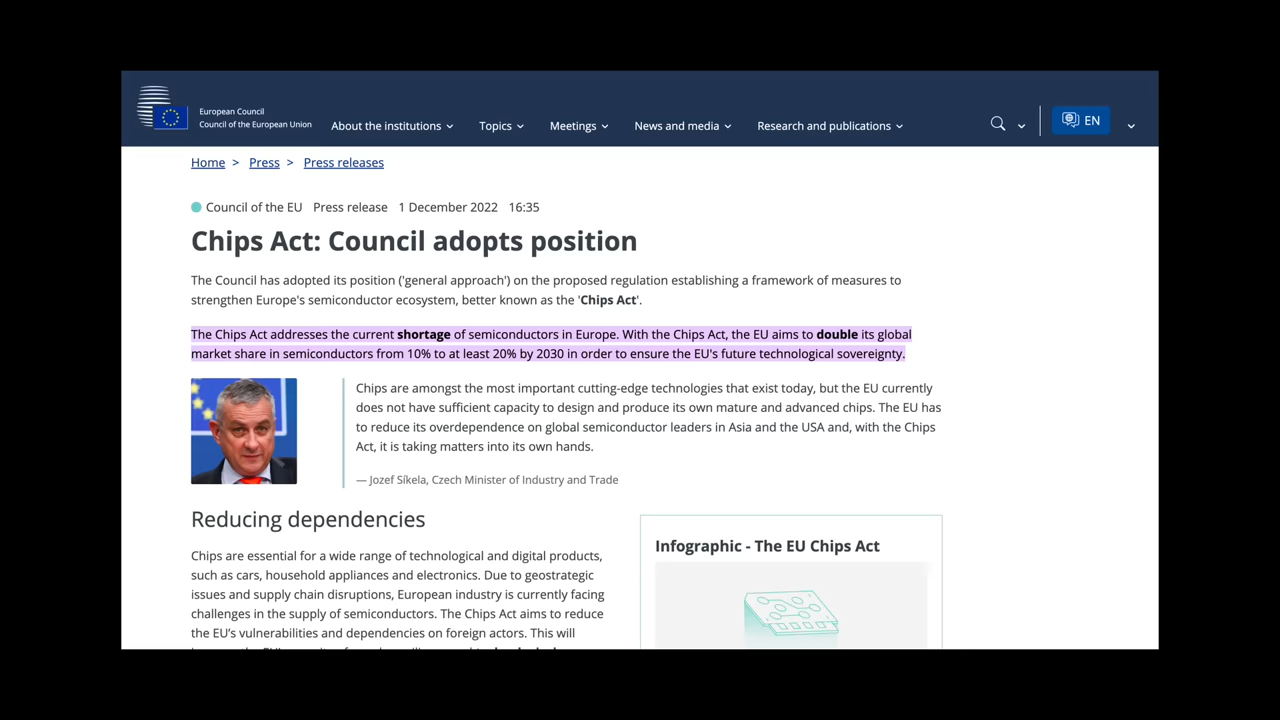 European Council
Council of the European Union
About the institutions
Topics
Meetings
News and media
Research and publications
EN
Home > Press > Press releases
Council of the EU Press release 1 December 2022 16:35
Chips Act: Council adopts position
The Council has adopted its position ('general approach') on the proposed regulation establishing a framework of measures to
strengthen Europe's semiconductor ecosystem, better known as the 'Chips Act'.
The Chips Act addresses the current shortage of semiconductors in Europe. With the Chips Act, the EU aims to double its global
market share in semiconductors from 10% to at least 20% by 2030 in order to ensure the EU's future technological sovereignty.
Chips are amongst the most important cutting-edge technologies that exist today, but the EU currently
does not have sufficient capacity to design and produce its own mature and advanced chips. The EU has
to reduce its overdependence on global semiconductor leaders in Asia and the USA and, with the Chips
Act, it is taking matters into its own hands.
— Jozef Síkela, Czech Minister of Industry and Trade
Reducing dependencies
Chips are essential for a wide range of technological and digital products,
such as cars, household appliances and electronics. Due to geostrategic
issues and supply chain disruptions, European industry is currently facing
challenges in the supply of semiconductors. The Chips Act aims to reduce
the EU's vulnerabilities and dependencies on foreign actors. This will
Infographic - The EU Chips Act